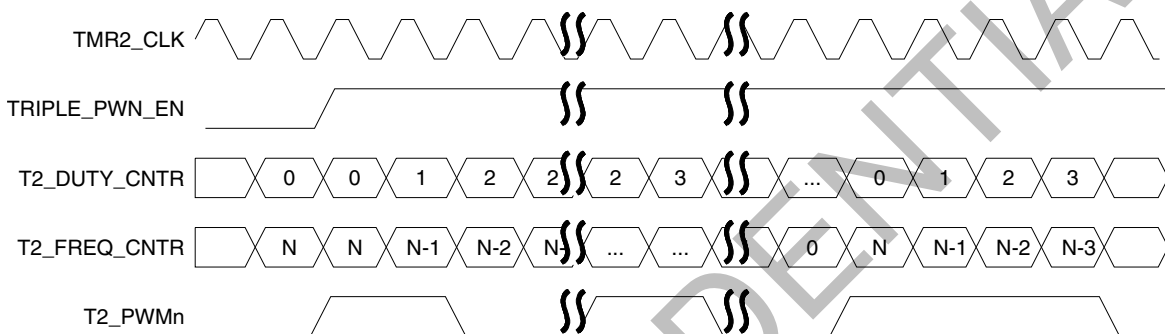 TMR2_CLK
TRIPLE_PWN_EN
T2_DUTY_CNTR 0 0 1 2 2 2 3 ... 0 1 2 3
T2_FREQ_CNTR N N N-1 N-2 N- ... ... 0 N N-1 N-2 N-3
T2_PWMn
DENTIA